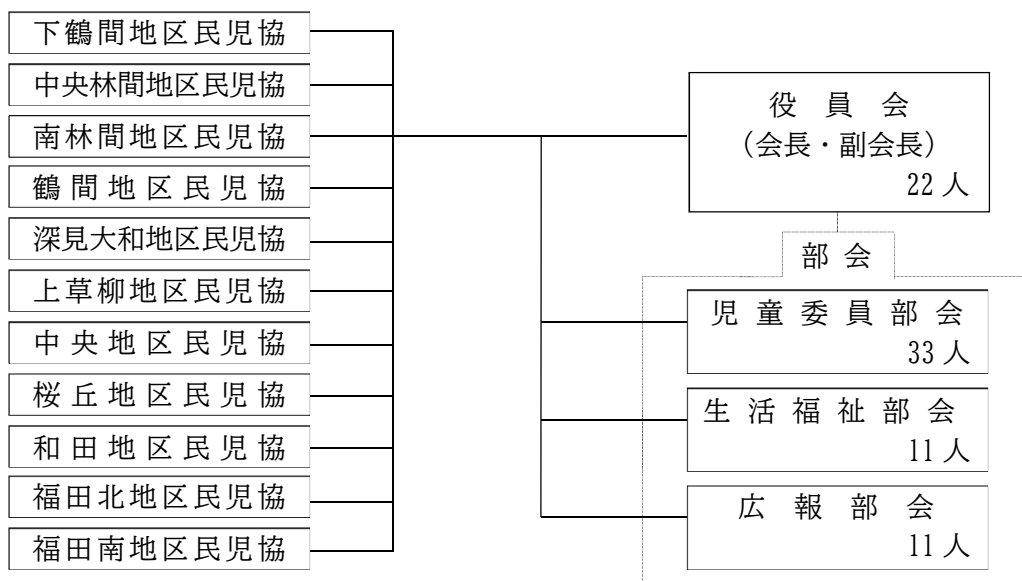 下鶴間地区民児協
中央林間地区民児協
南林間地区民児協
鶴間地区民児協
深見大和地区民児協
上草柳地区民児協
中央地区民児協
桜丘地区民児協
和田地区民児協
福田北地区民児協
福田南地区民児協
役員会
（会長・副会長）
22人
部会
児童委員部会
33人
生活福祉部会
11人
広報部会
11人